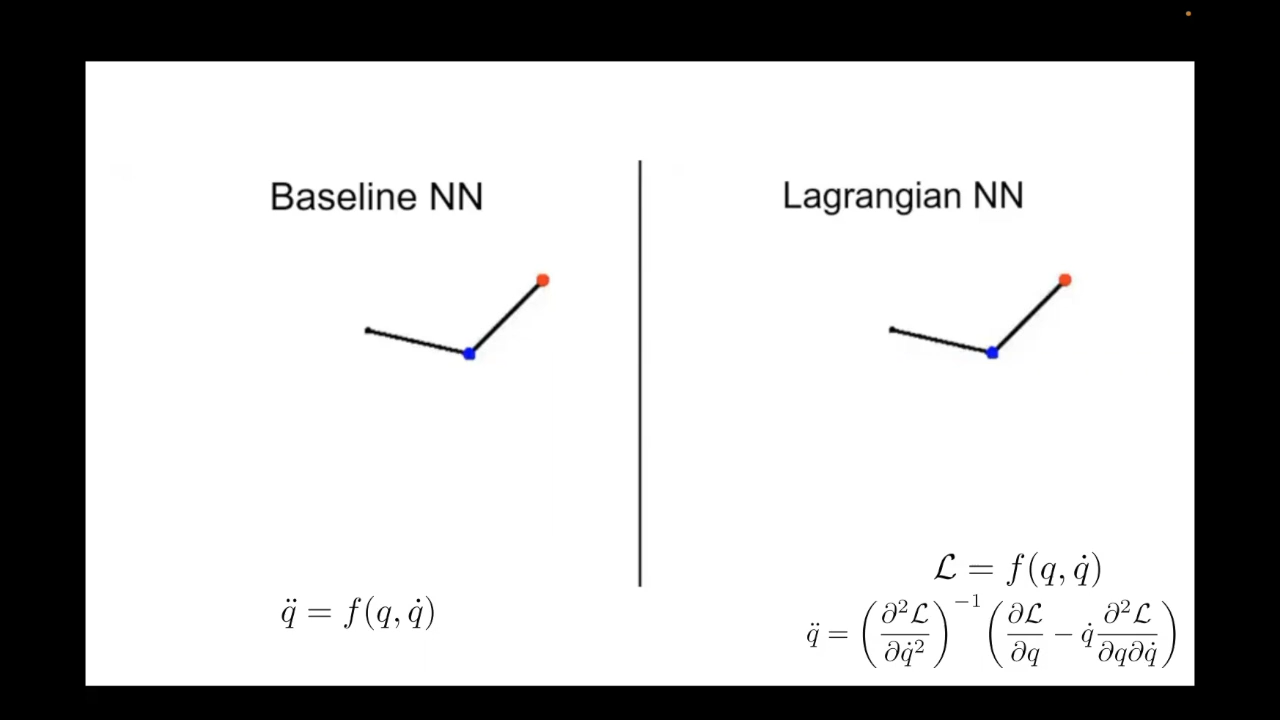 Baseline NN
Lagrangian NN
q̈ = f(q, q̇)
ℒ = f(q, q̇)
q̈ = (∂²ℒ/∂q̇²)⁻¹ (∂ℒ/∂q − q̇ ∂²ℒ/∂q∂q̇)